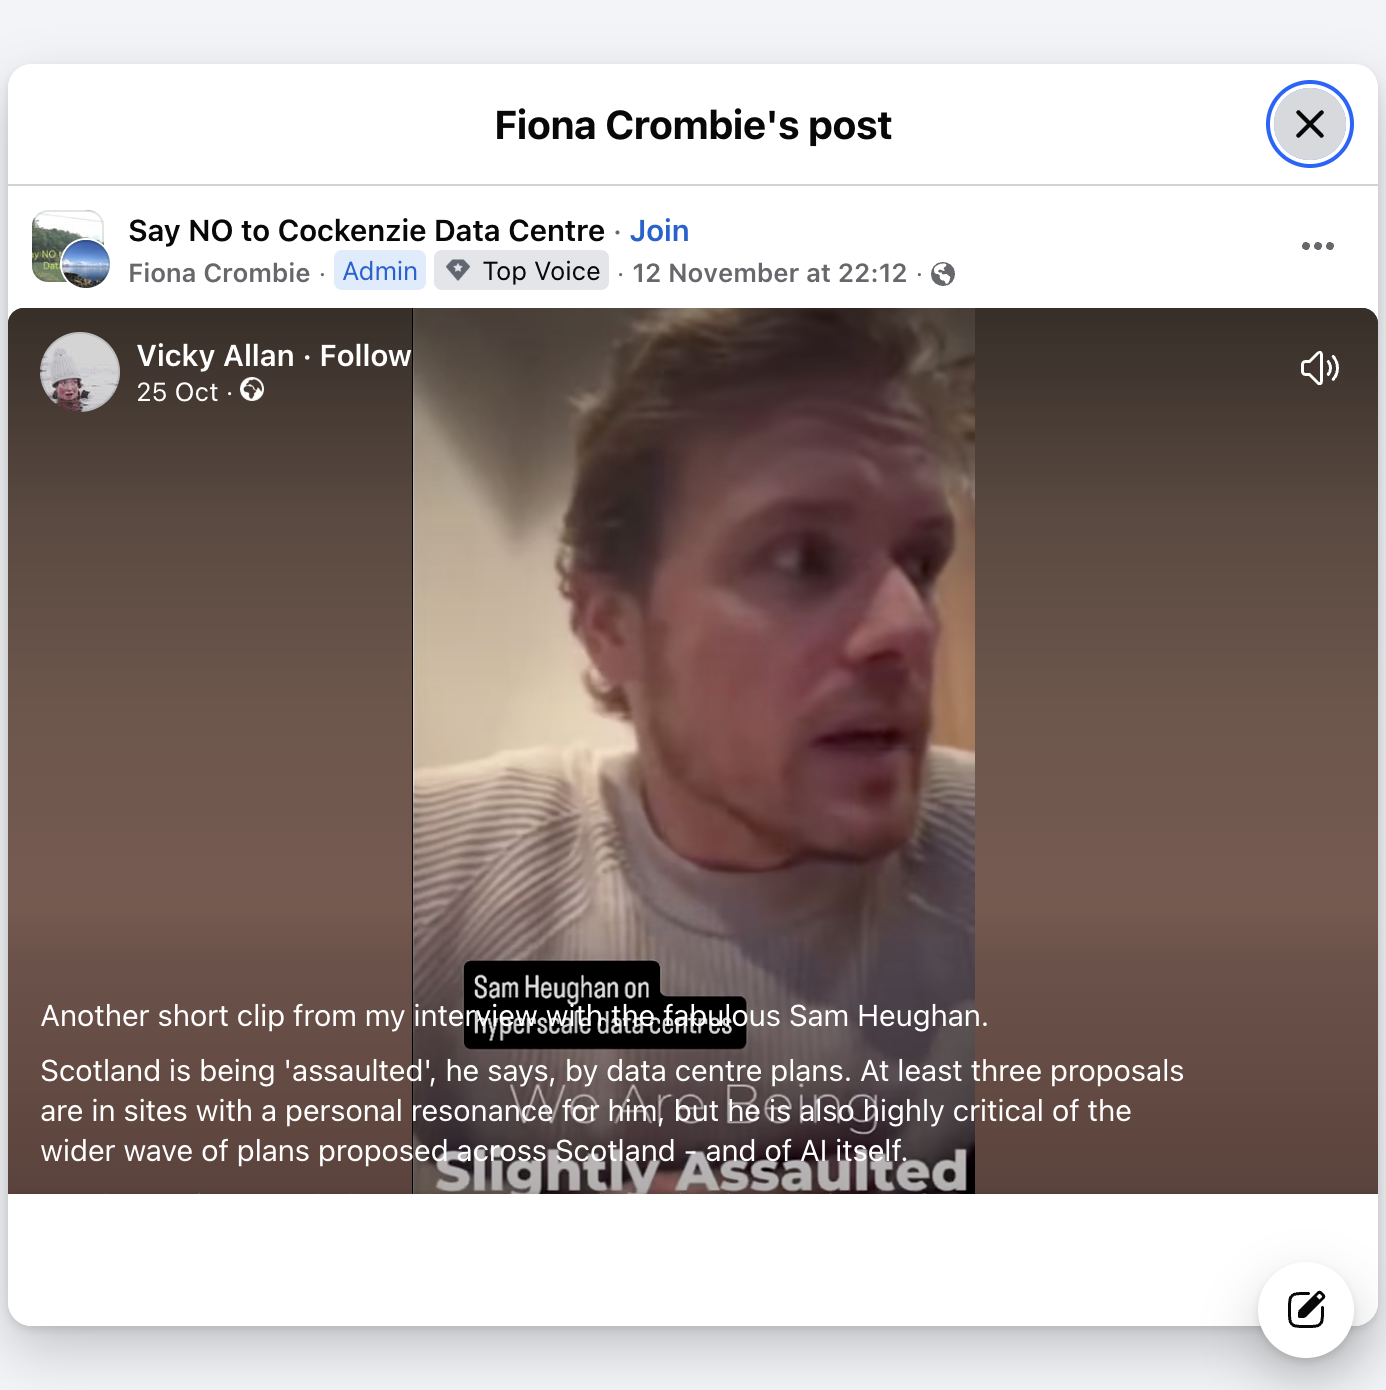 Fiona Crombie's post
Say NO to Cockenzie Data Centre · Join
Fiona Crombie · Admin Top Voice · 12 November at 22:12 ·
Vicky Allan · Follow
25 Oct ·
Sam Heughan on
hyperscale data centres
Another short clip from my interview with the fabulous Sam Heughan.
Scotland is being 'assaulted', he says, by data centre plans. At least three proposals
are in sites with a personal resonance for him, but he is also highly critical of the
wider wave of plans proposed across Scotland - and of AI itself.
We Are Being
Slightly Assaulted